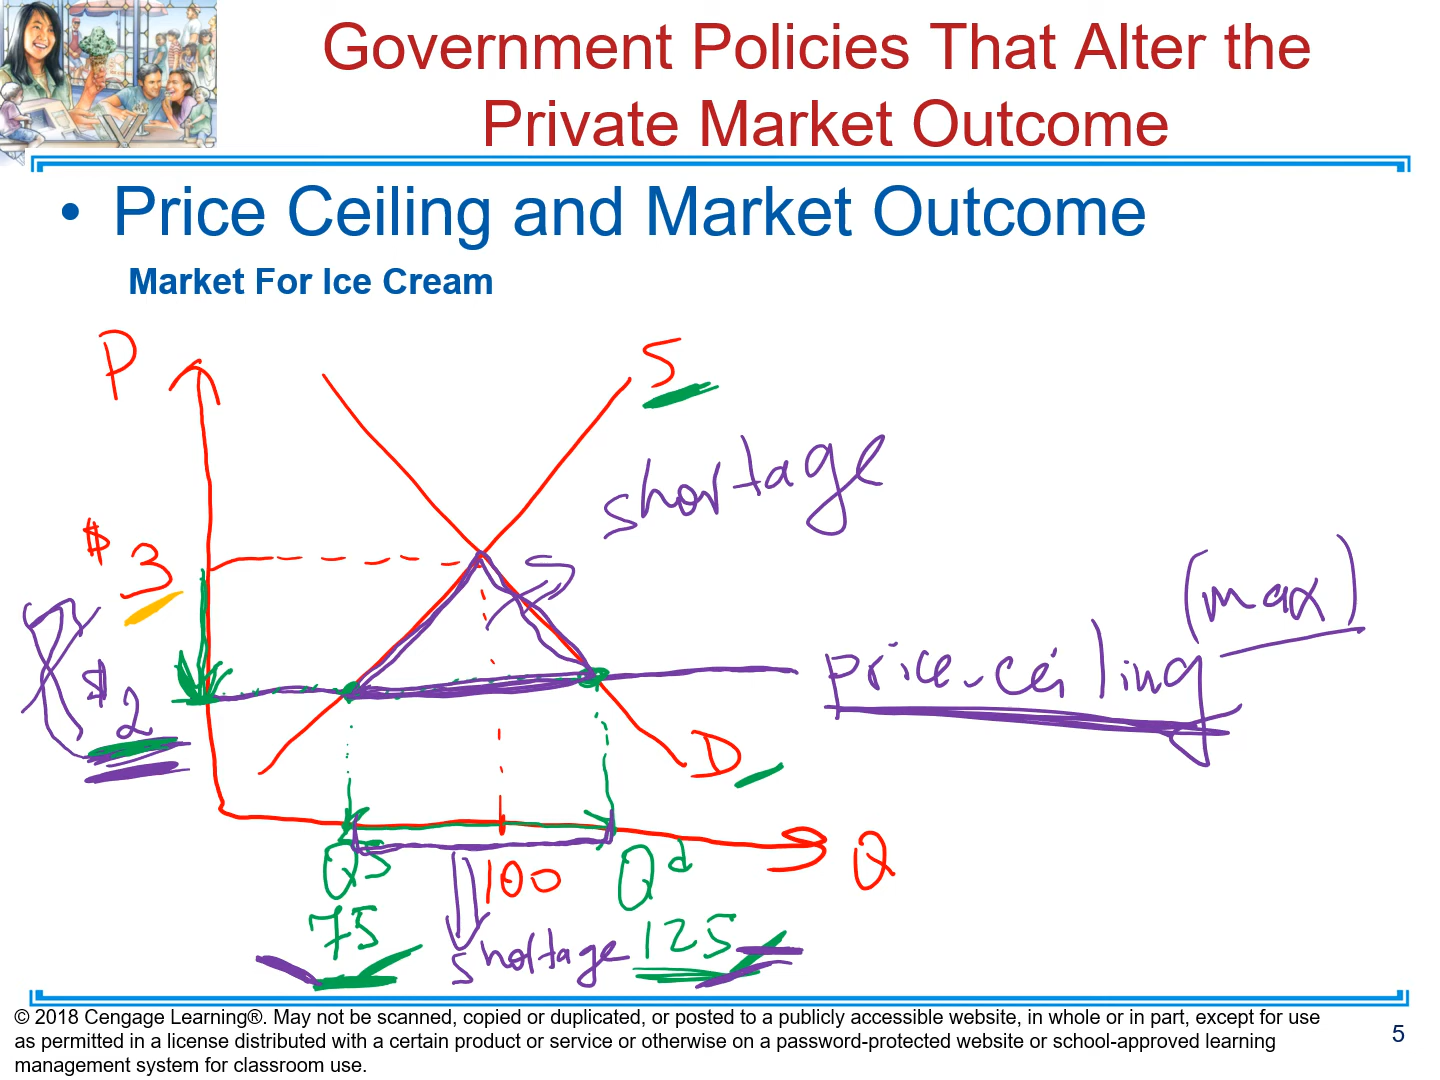 Government Policies That Alter the
Private Market Outcome
• Price Ceiling and Market Outcome
Market For Ice Cream
P
S
shortage
$3
(max)
price-ceiling
$2
D
Q
Qs
100
Qd
75
shortage
125
© 2018 Cengage Learning®. May not be scanned, copied or duplicated, or posted to a publicly accessible website, in whole or in part, except for use
as permitted in a license distributed with a certain product or service or otherwise on a password-protected website or school-approved learning
management system for classroom use.
5